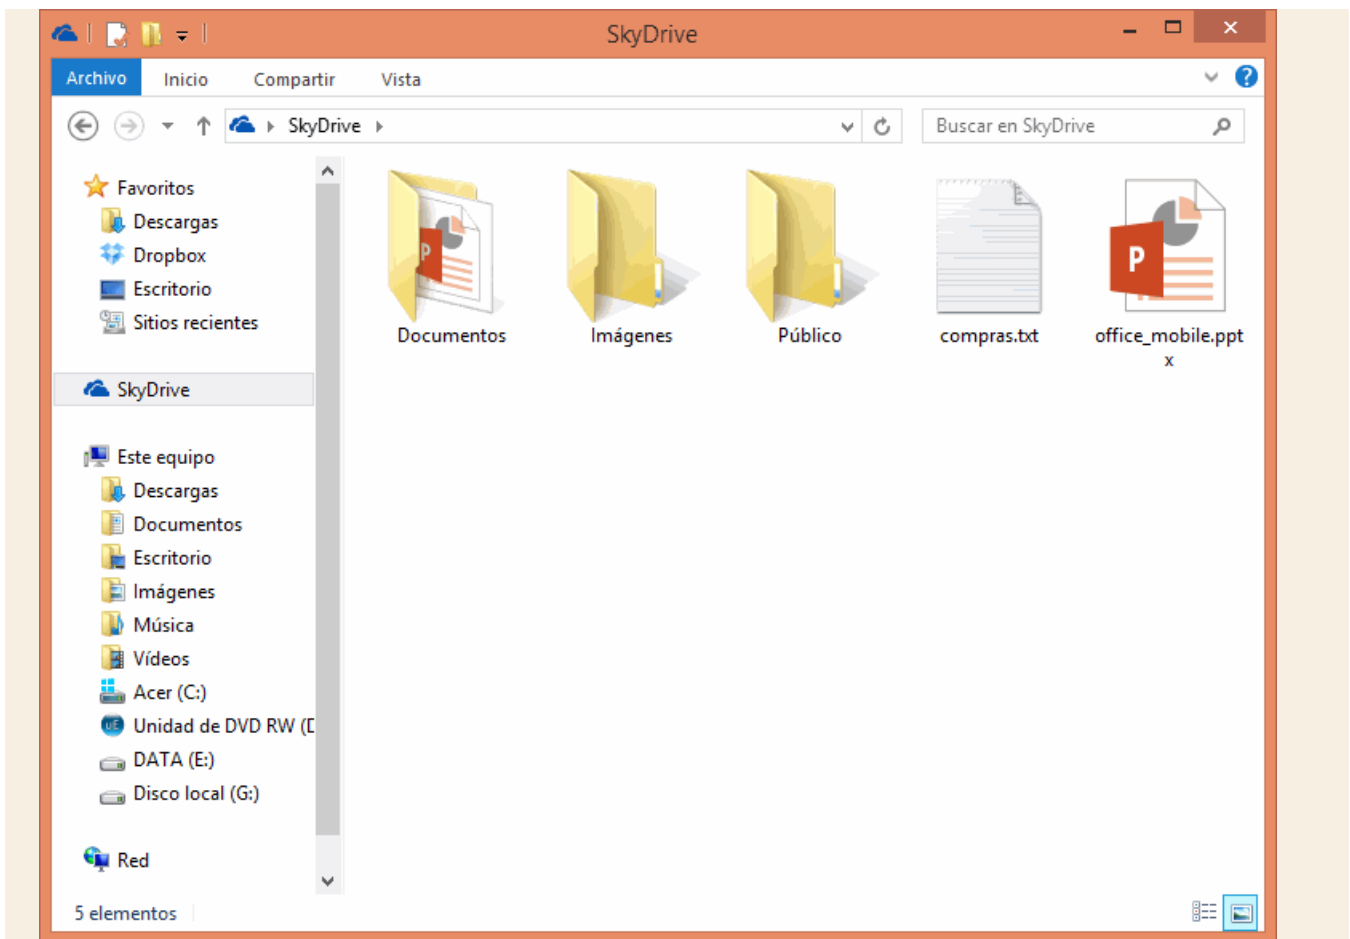 SkyDrive
Archivo Inicio Compartir Vista
SkyDrive
Buscar en SkyDrive
Favoritos
Descargas
Dropbox
Escritorio
Sitios recientes
SkyDrive
Este equipo
Descargas
Documentos
Escritorio
Imágenes
Música
Vídeos
Acer (C:)
Unidad de DVD RW (D
DATA (E:)
Disco local (G:)
Red
Documentos
Imágenes
Público
compras.txt
office_mobile.ppt
x
5 elementos